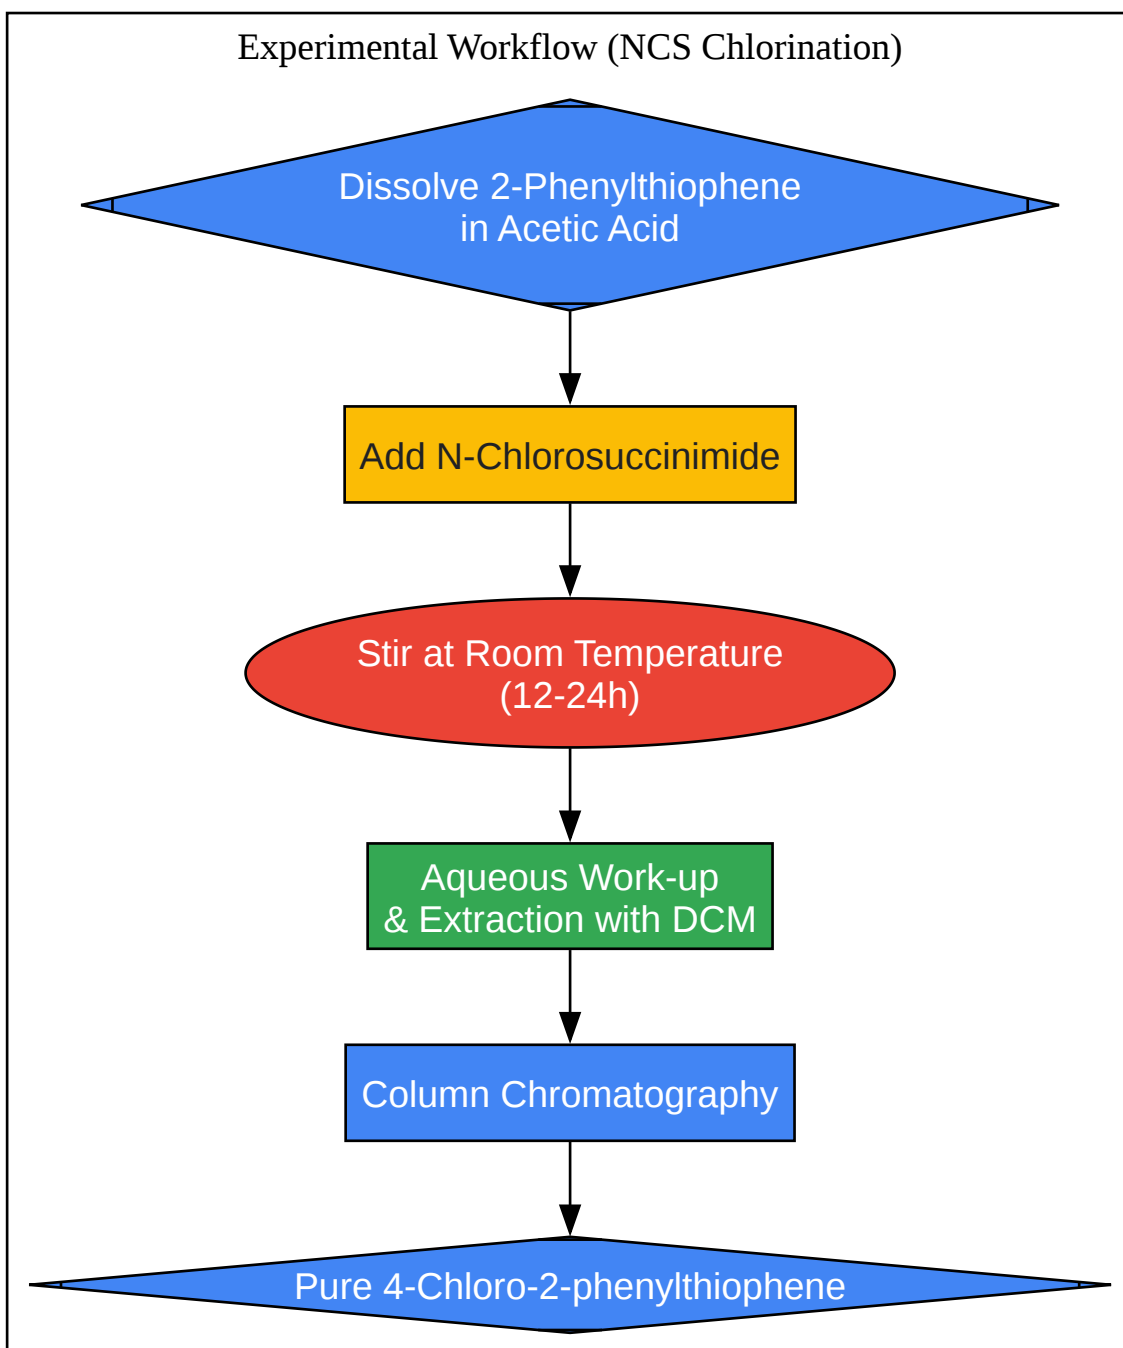 Experimental Workflow (NCS Chlorination)
Dissolve 2-Phenylthiophene
in Acetic Acid
Add N-Chlorosuccinimide
Stir at Room Temperature
(12-24h)
Aqueous Work-up
& Extraction with DCM
Column Chromatography
Pure 4-Chloro-2-phenylthiophene